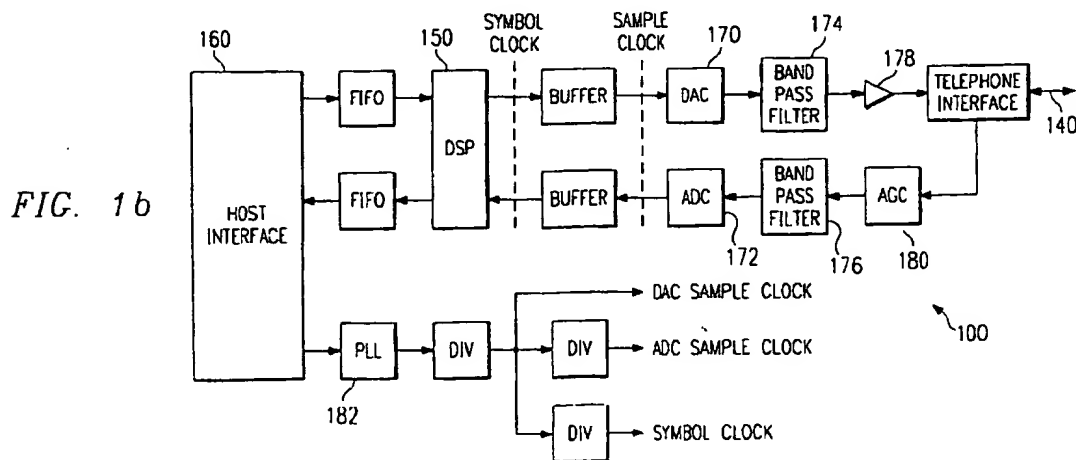 FIG. 1b
160
HOST
INTERFACE
FIFO
FIFO
150
DSP
SYMBOL
CLOCK
BUFFER
BUFFER
SAMPLE
CLOCK
170
DAC
ADC
172
174
BAND
PASS
FILTER
BAND
PASS
FILTER
176
178
TELEPHONE
INTERFACE
140
AGC
180
PLL
182
DIV
DIV
DIV
DAC SAMPLE CLOCK
ADC SAMPLE CLOCK
SYMBOL CLOCK
100